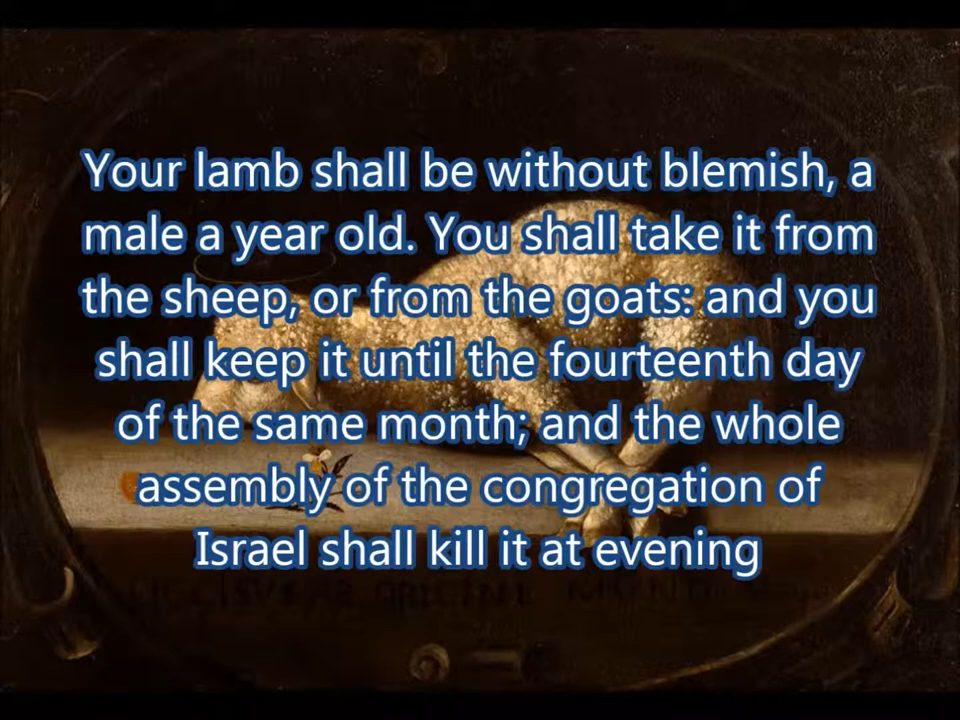 Your lamb shall be without blemish, a
male a year old. You shall take it from
the sheep, or from the goats: and you
shall keep it until the fourteenth day
of the same month; and the whole
assembly of the congregation of
Israel shall kill it at evening